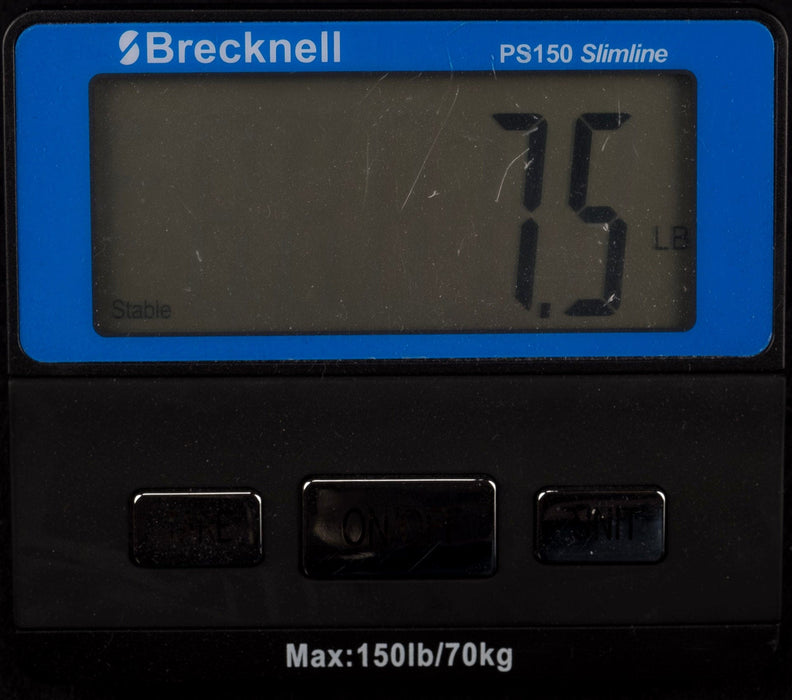 Brecknell
PS150 Slimline
7.5
LB
Stable
ON/OFF
UNIT
Max:150lb/70kg